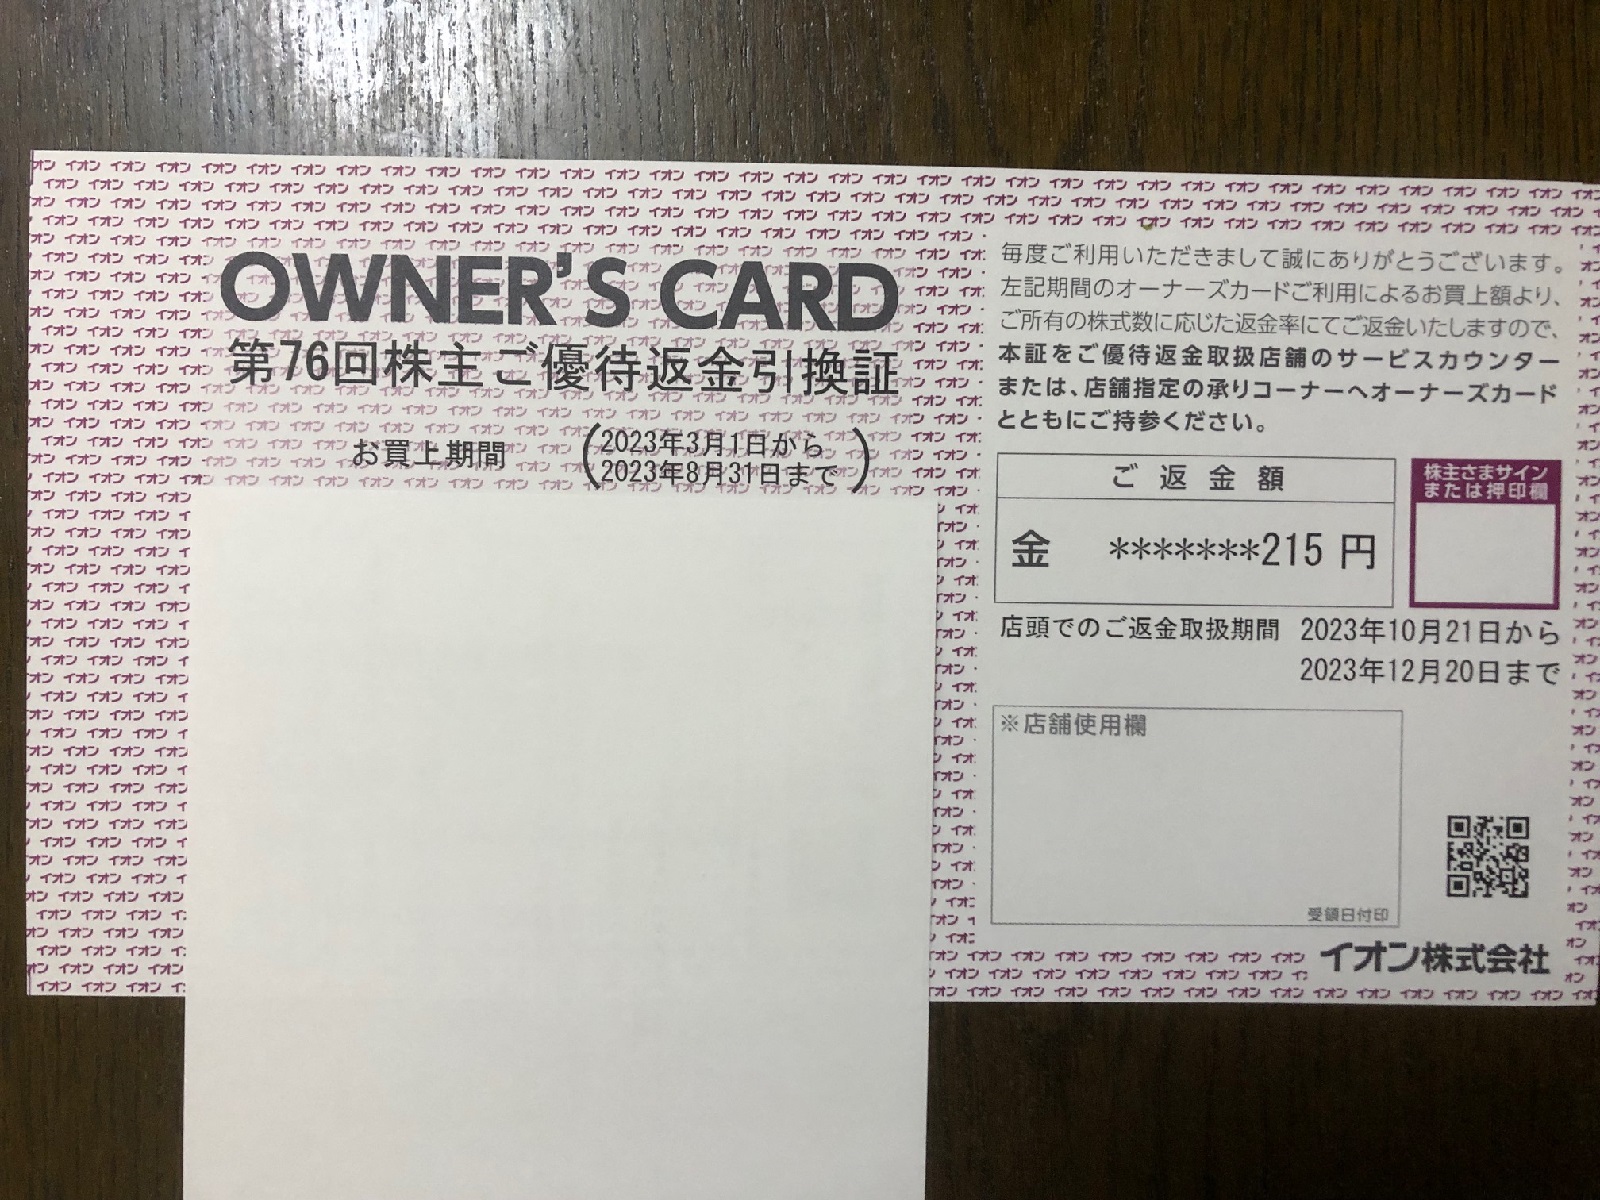 OWNER'S CARD
第76回株主ご優待返金引換証
お買上期間
(2023年3月1日から
2023年8月31日まで)
毎度ご利用いただきまして誠にありがとうございます。
左記期間のオーナーズカードご利用によるお買上額より、
ご所有の株式数に応じた返金率にてご返金いたしますので、
本証をご優待返金取扱店舗のサービスカウンター
または、店舗指定の承りコーナーへオーナーズカード
とともにご持参ください。
ご返金額
金 *******215 円
株主さまサイン
または押印欄
店頭でのご返金取扱期間 2023年10月21日から
2023年12月20日まで
※店舗使用欄
受領日付印
イオン株式会社